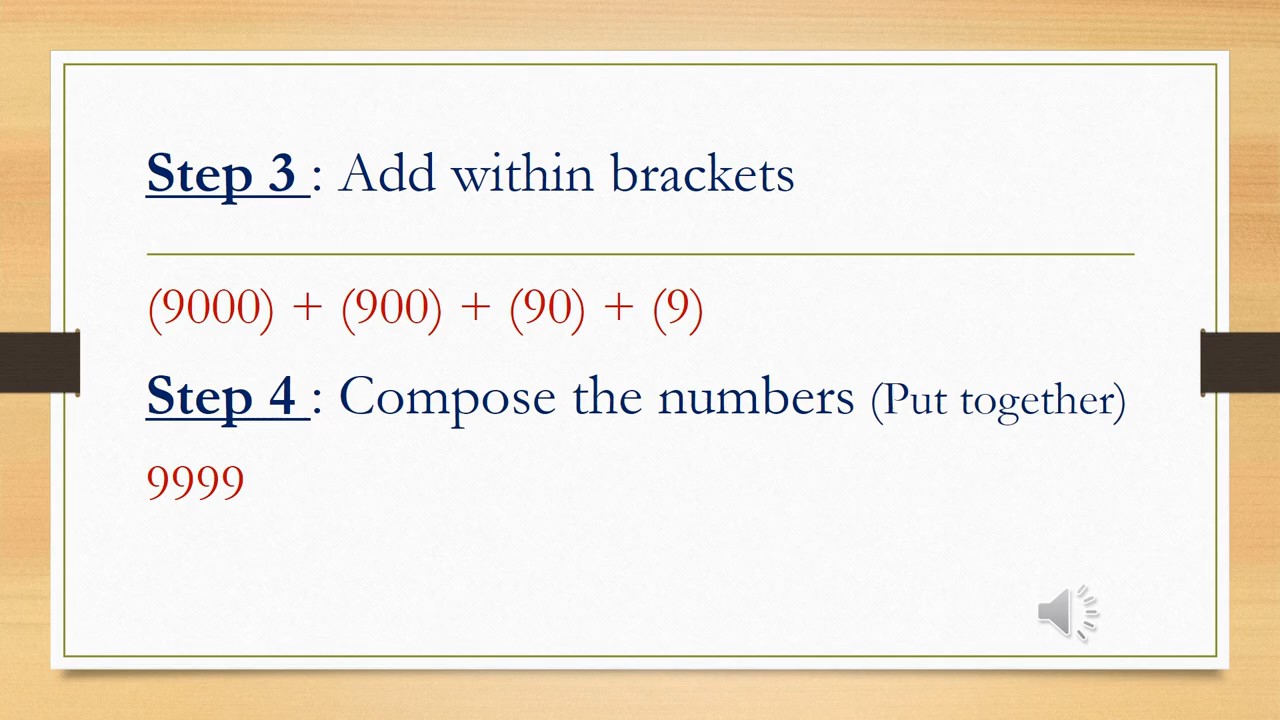 Step 3 : Add within brackets
(9000) + (900) + (90) + (9)
Step 4 : Compose the numbers (Put together)
9999